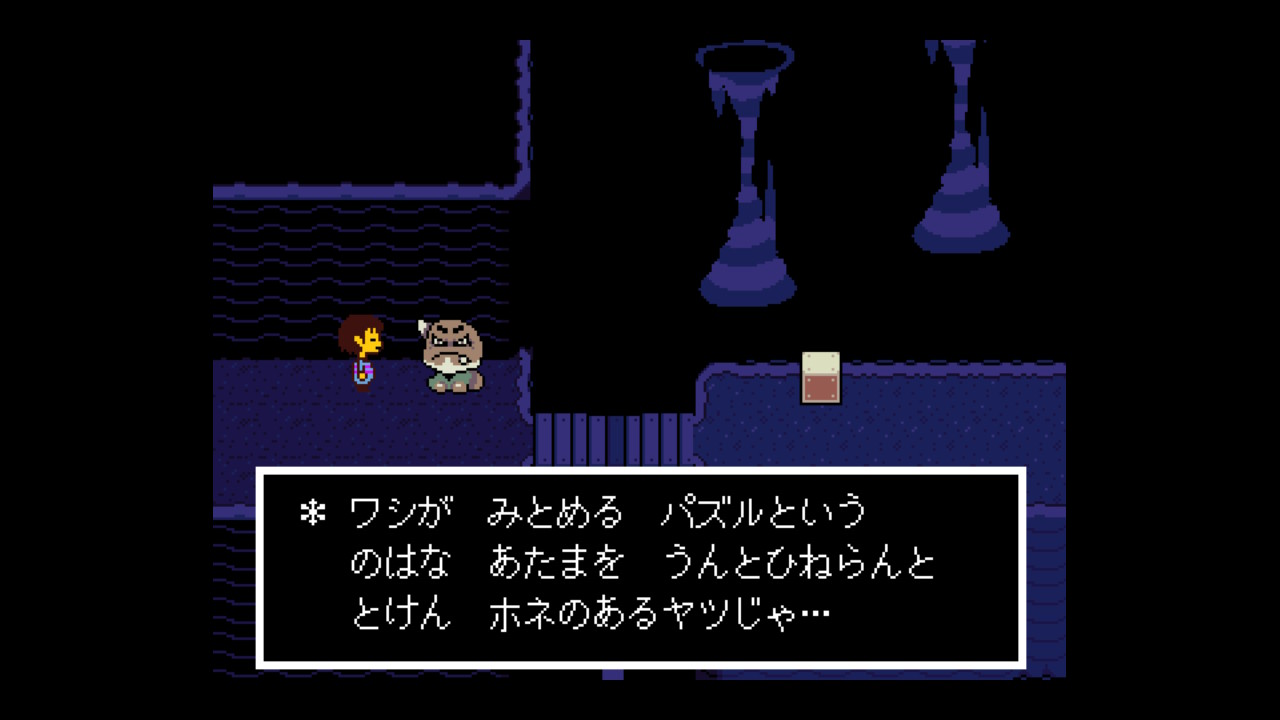 * ワシが　みとめる　パズルという
のはな　あたまを　うんとひねらんと
とけん　ホネのあるヤツじゃ…